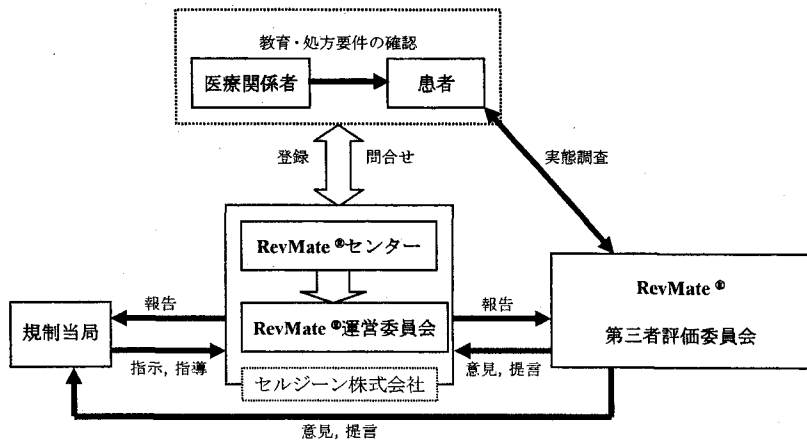 教育・処方要件の確認
医療関係者
患者
登録
問合せ
実態調査
RevMate®センター
RevMate®
第三者評価委員会
報告
規制当局
RevMate®運営委員会
報告
指示, 指導
意見, 提言
セルジーン株式会社
意見, 提言